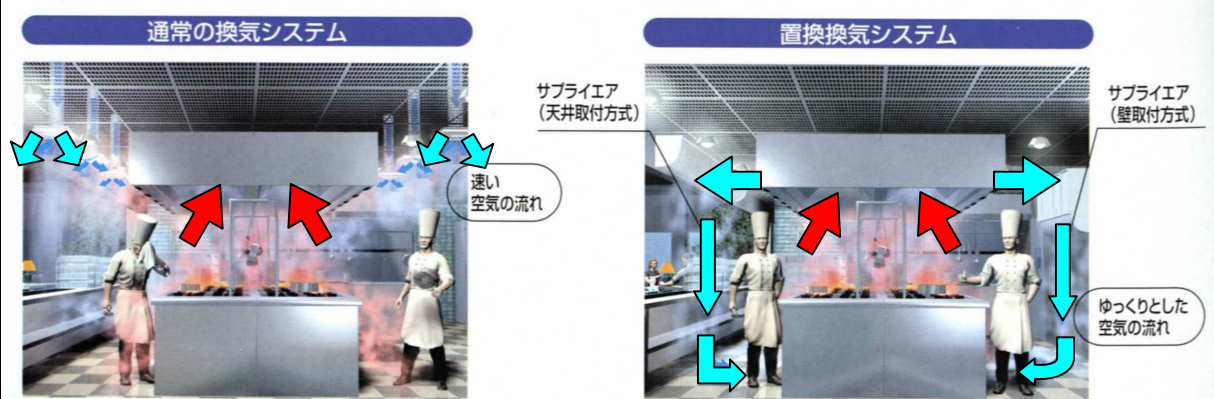 通常の換気システム
置換換気システム
サプライエア
（天井取付方式）
サプライエア
（壁取付方式）
速い
空気の流れ
ゆっくりとした
空気の流れ